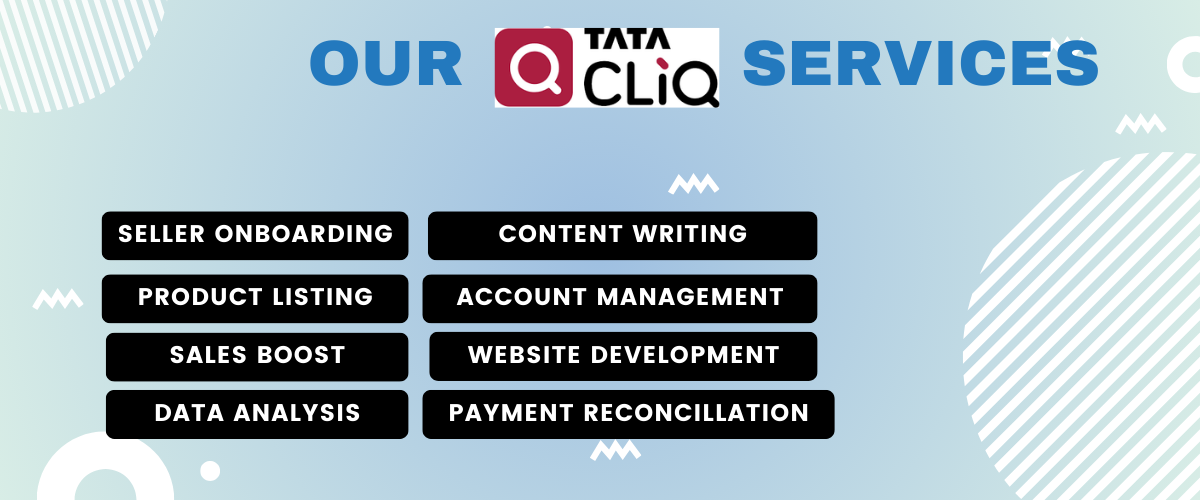 OUR TATA CLiQ SERVICES
SELLER ONBOARDING
CONTENT WRITING
PRODUCT LISTING
ACCOUNT MANAGEMENT
SALES BOOST
WEBSITE DEVELOPMENT
DATA ANALYSIS
PAYMENT RECONCILLATION